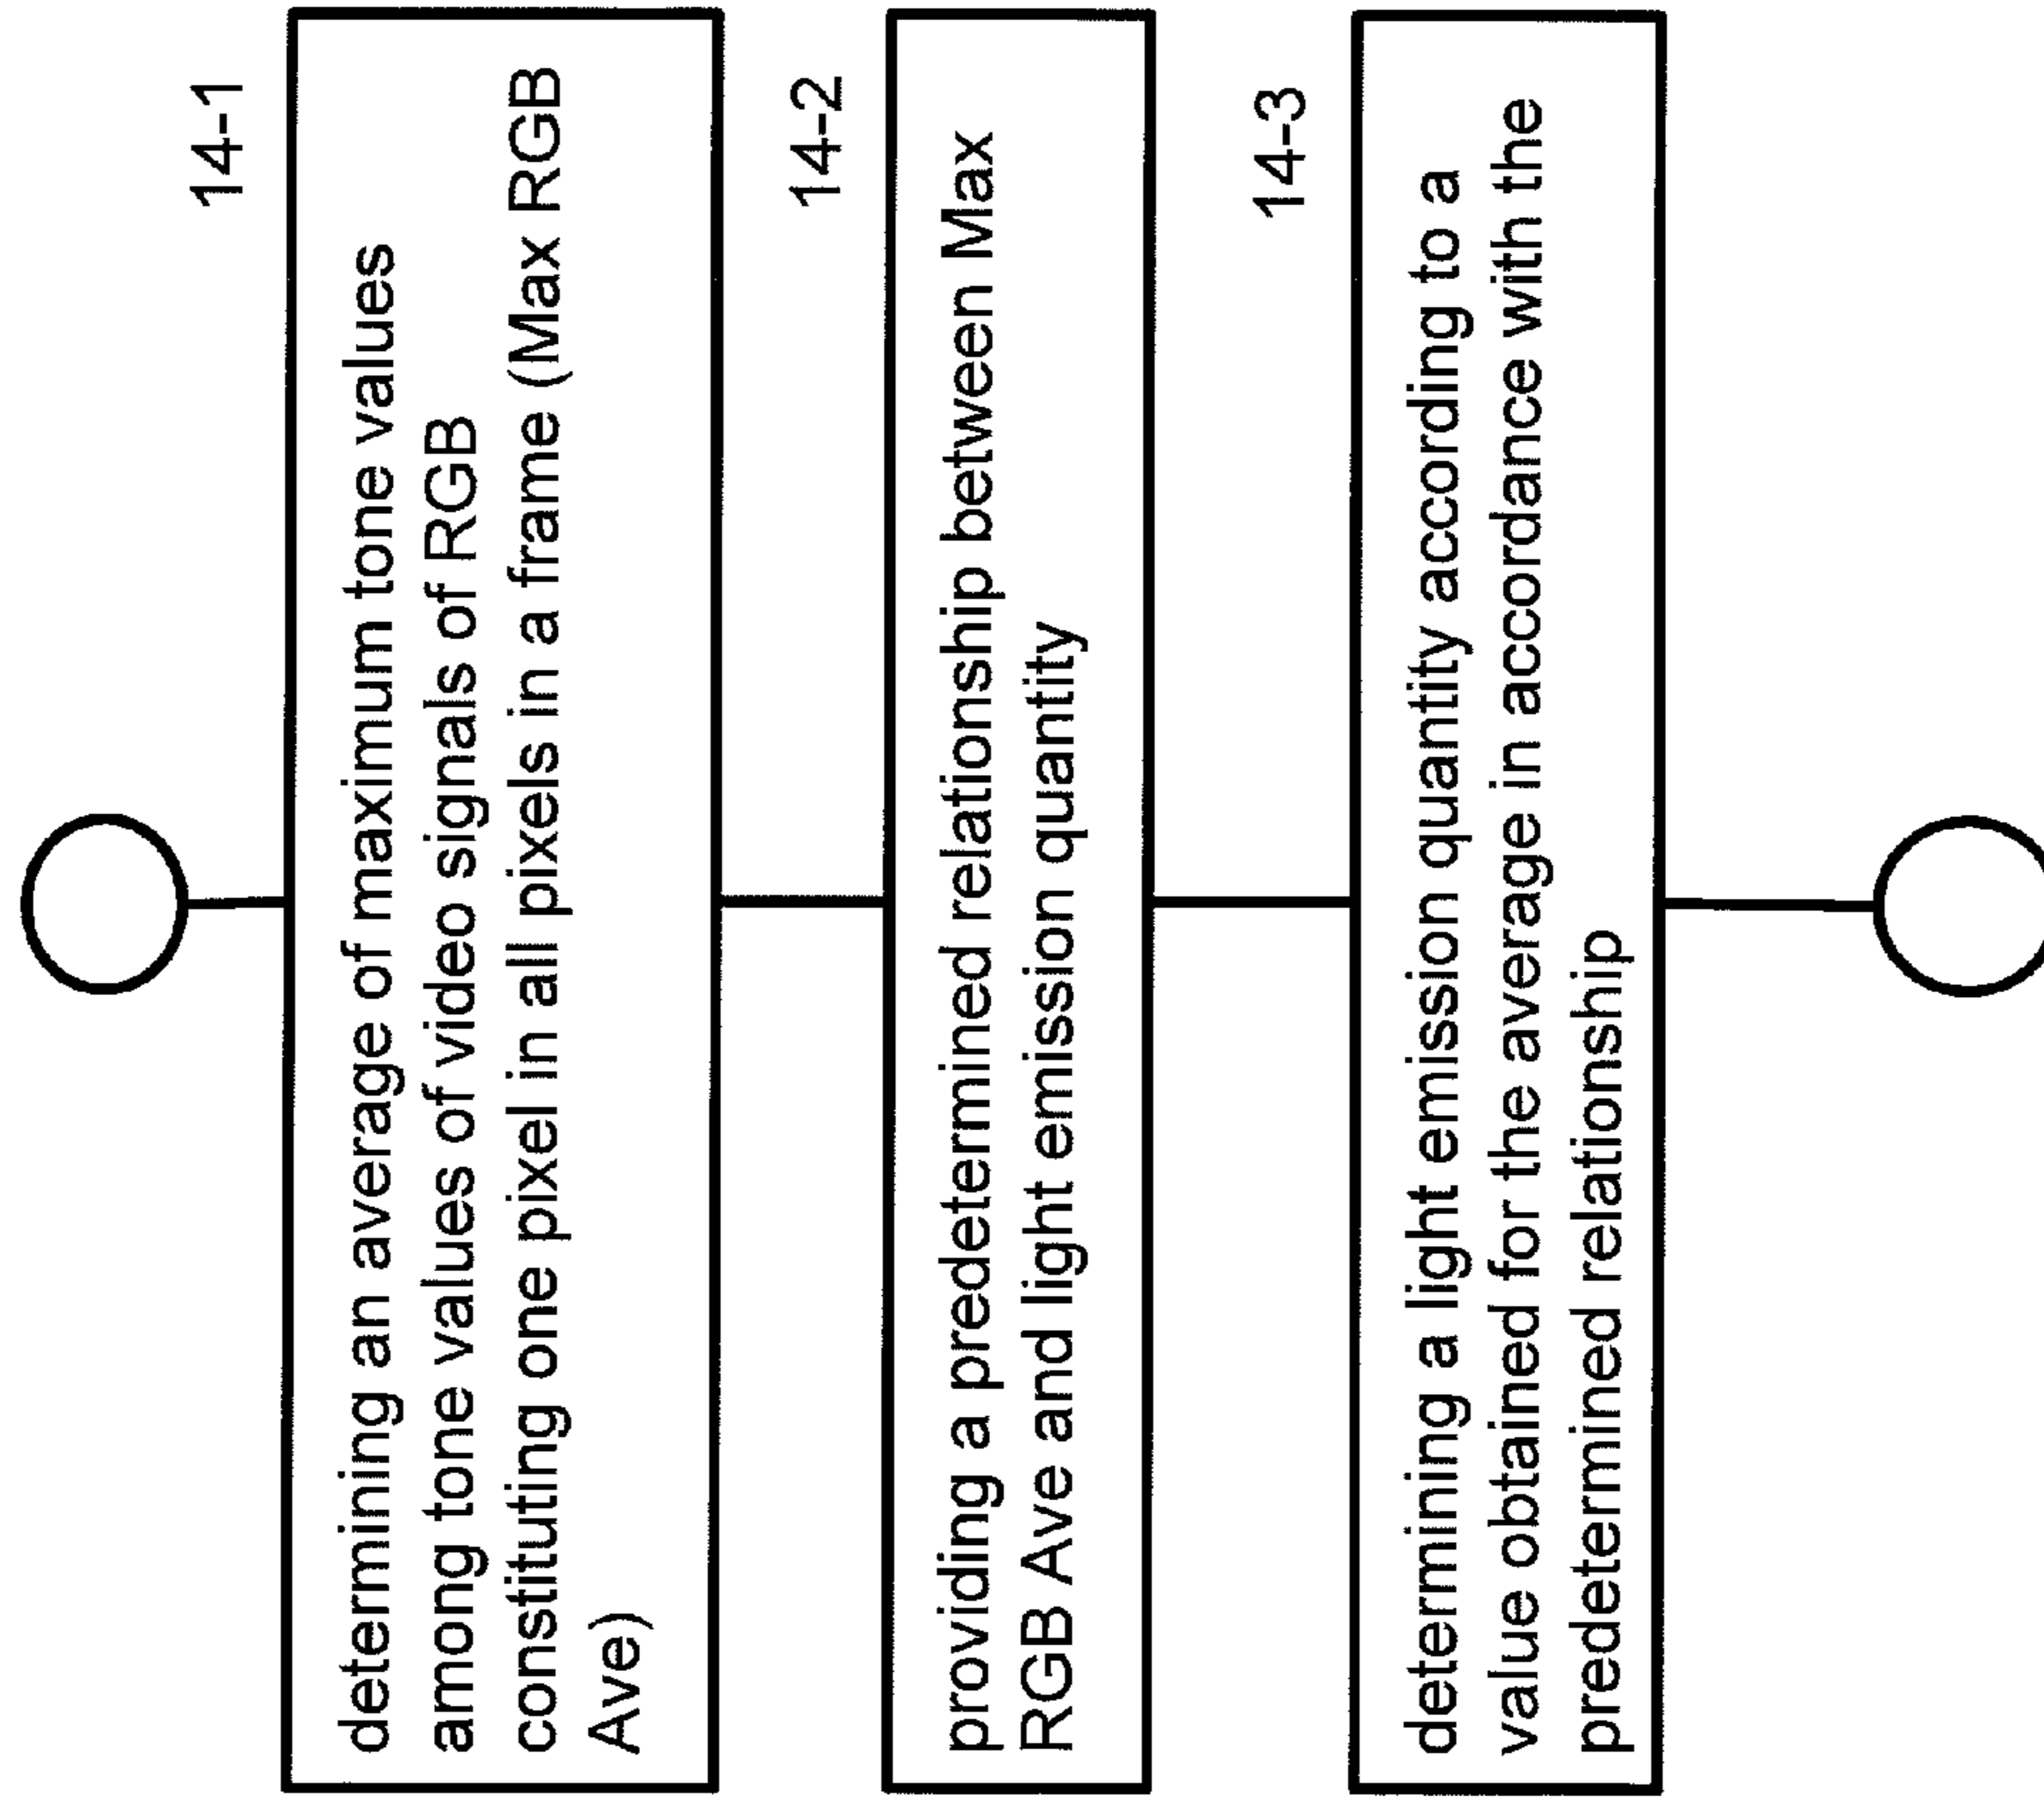 14-1
determining an average of maximum tone values
among tone values of video signals of RGB
constituting one pixel in all pixels in a frame (Max RGB
Ave)
14-2
providing a predetermined relationship between Max
RGB Ave and light emission quantity
14-3
determining a light emission quantity according to a
value obtained for the average in accordance with the
predetermined relationship